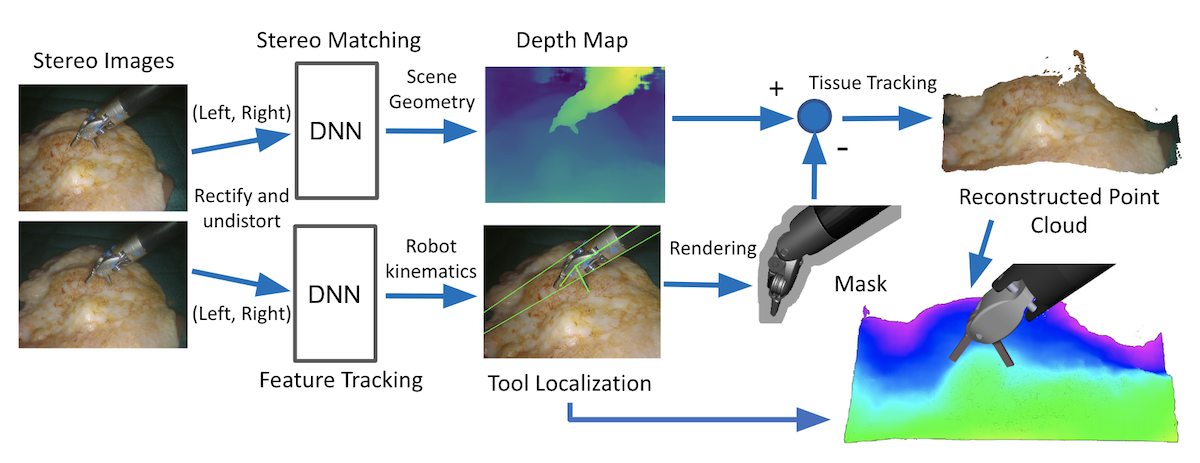 Stereo Images
Stereo Matching
Depth Map
(Left, Right)
DNN
Scene
Geometry
+
-
Tissue Tracking
Reconstructed Point
Cloud
Rectify and
undistort
(Left, Right)
DNN
Feature Tracking
Robot
kinematics
Tool Localization
Rendering
Mask